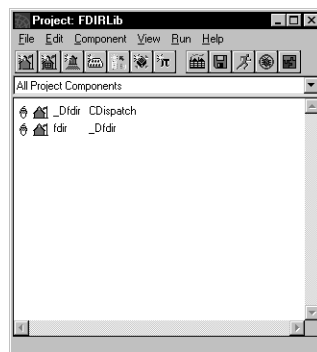 Project: FDIRLib
File Edit Component View Run Help
All Project Components
_Dfdir CDispatch
fdir _Dfdir